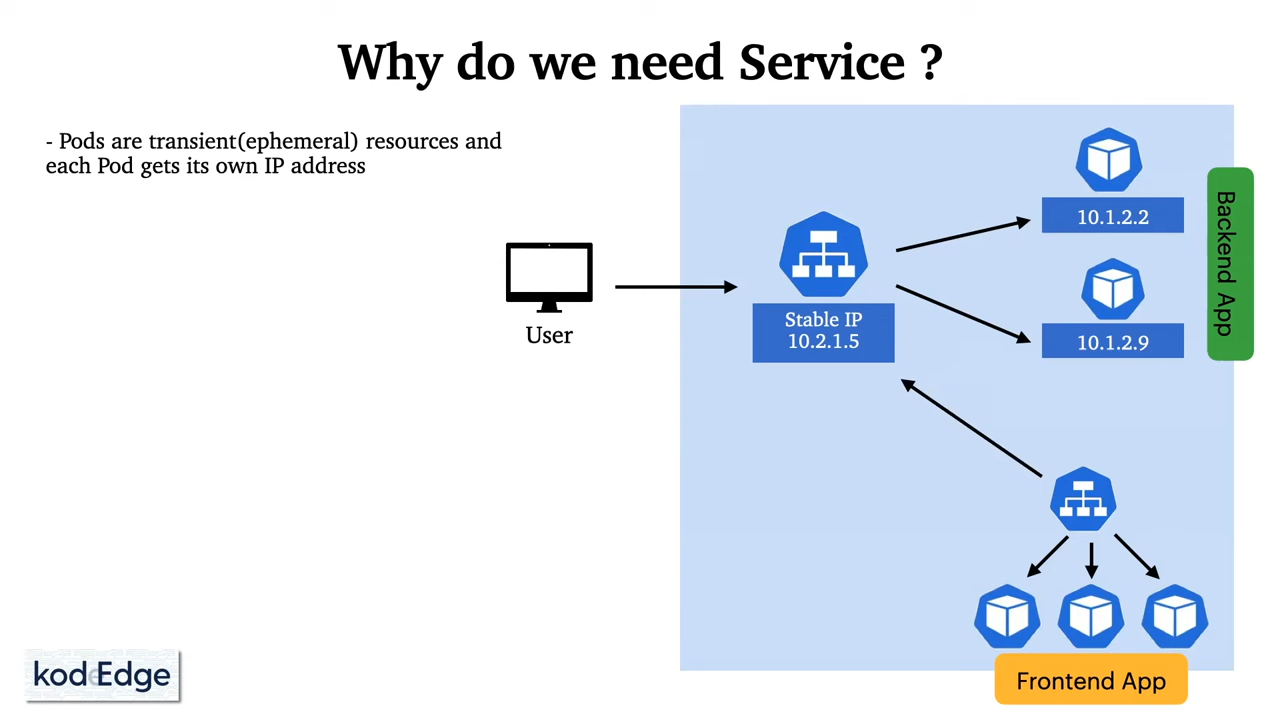 Why do we need Service ?
- Pods are transient(ephemeral) resources and
each Pod gets its own IP address
User
Stable IP
10.2.1.5
10.1.2.2
10.1.2.9
Backend App
Frontend App
kodeEdge